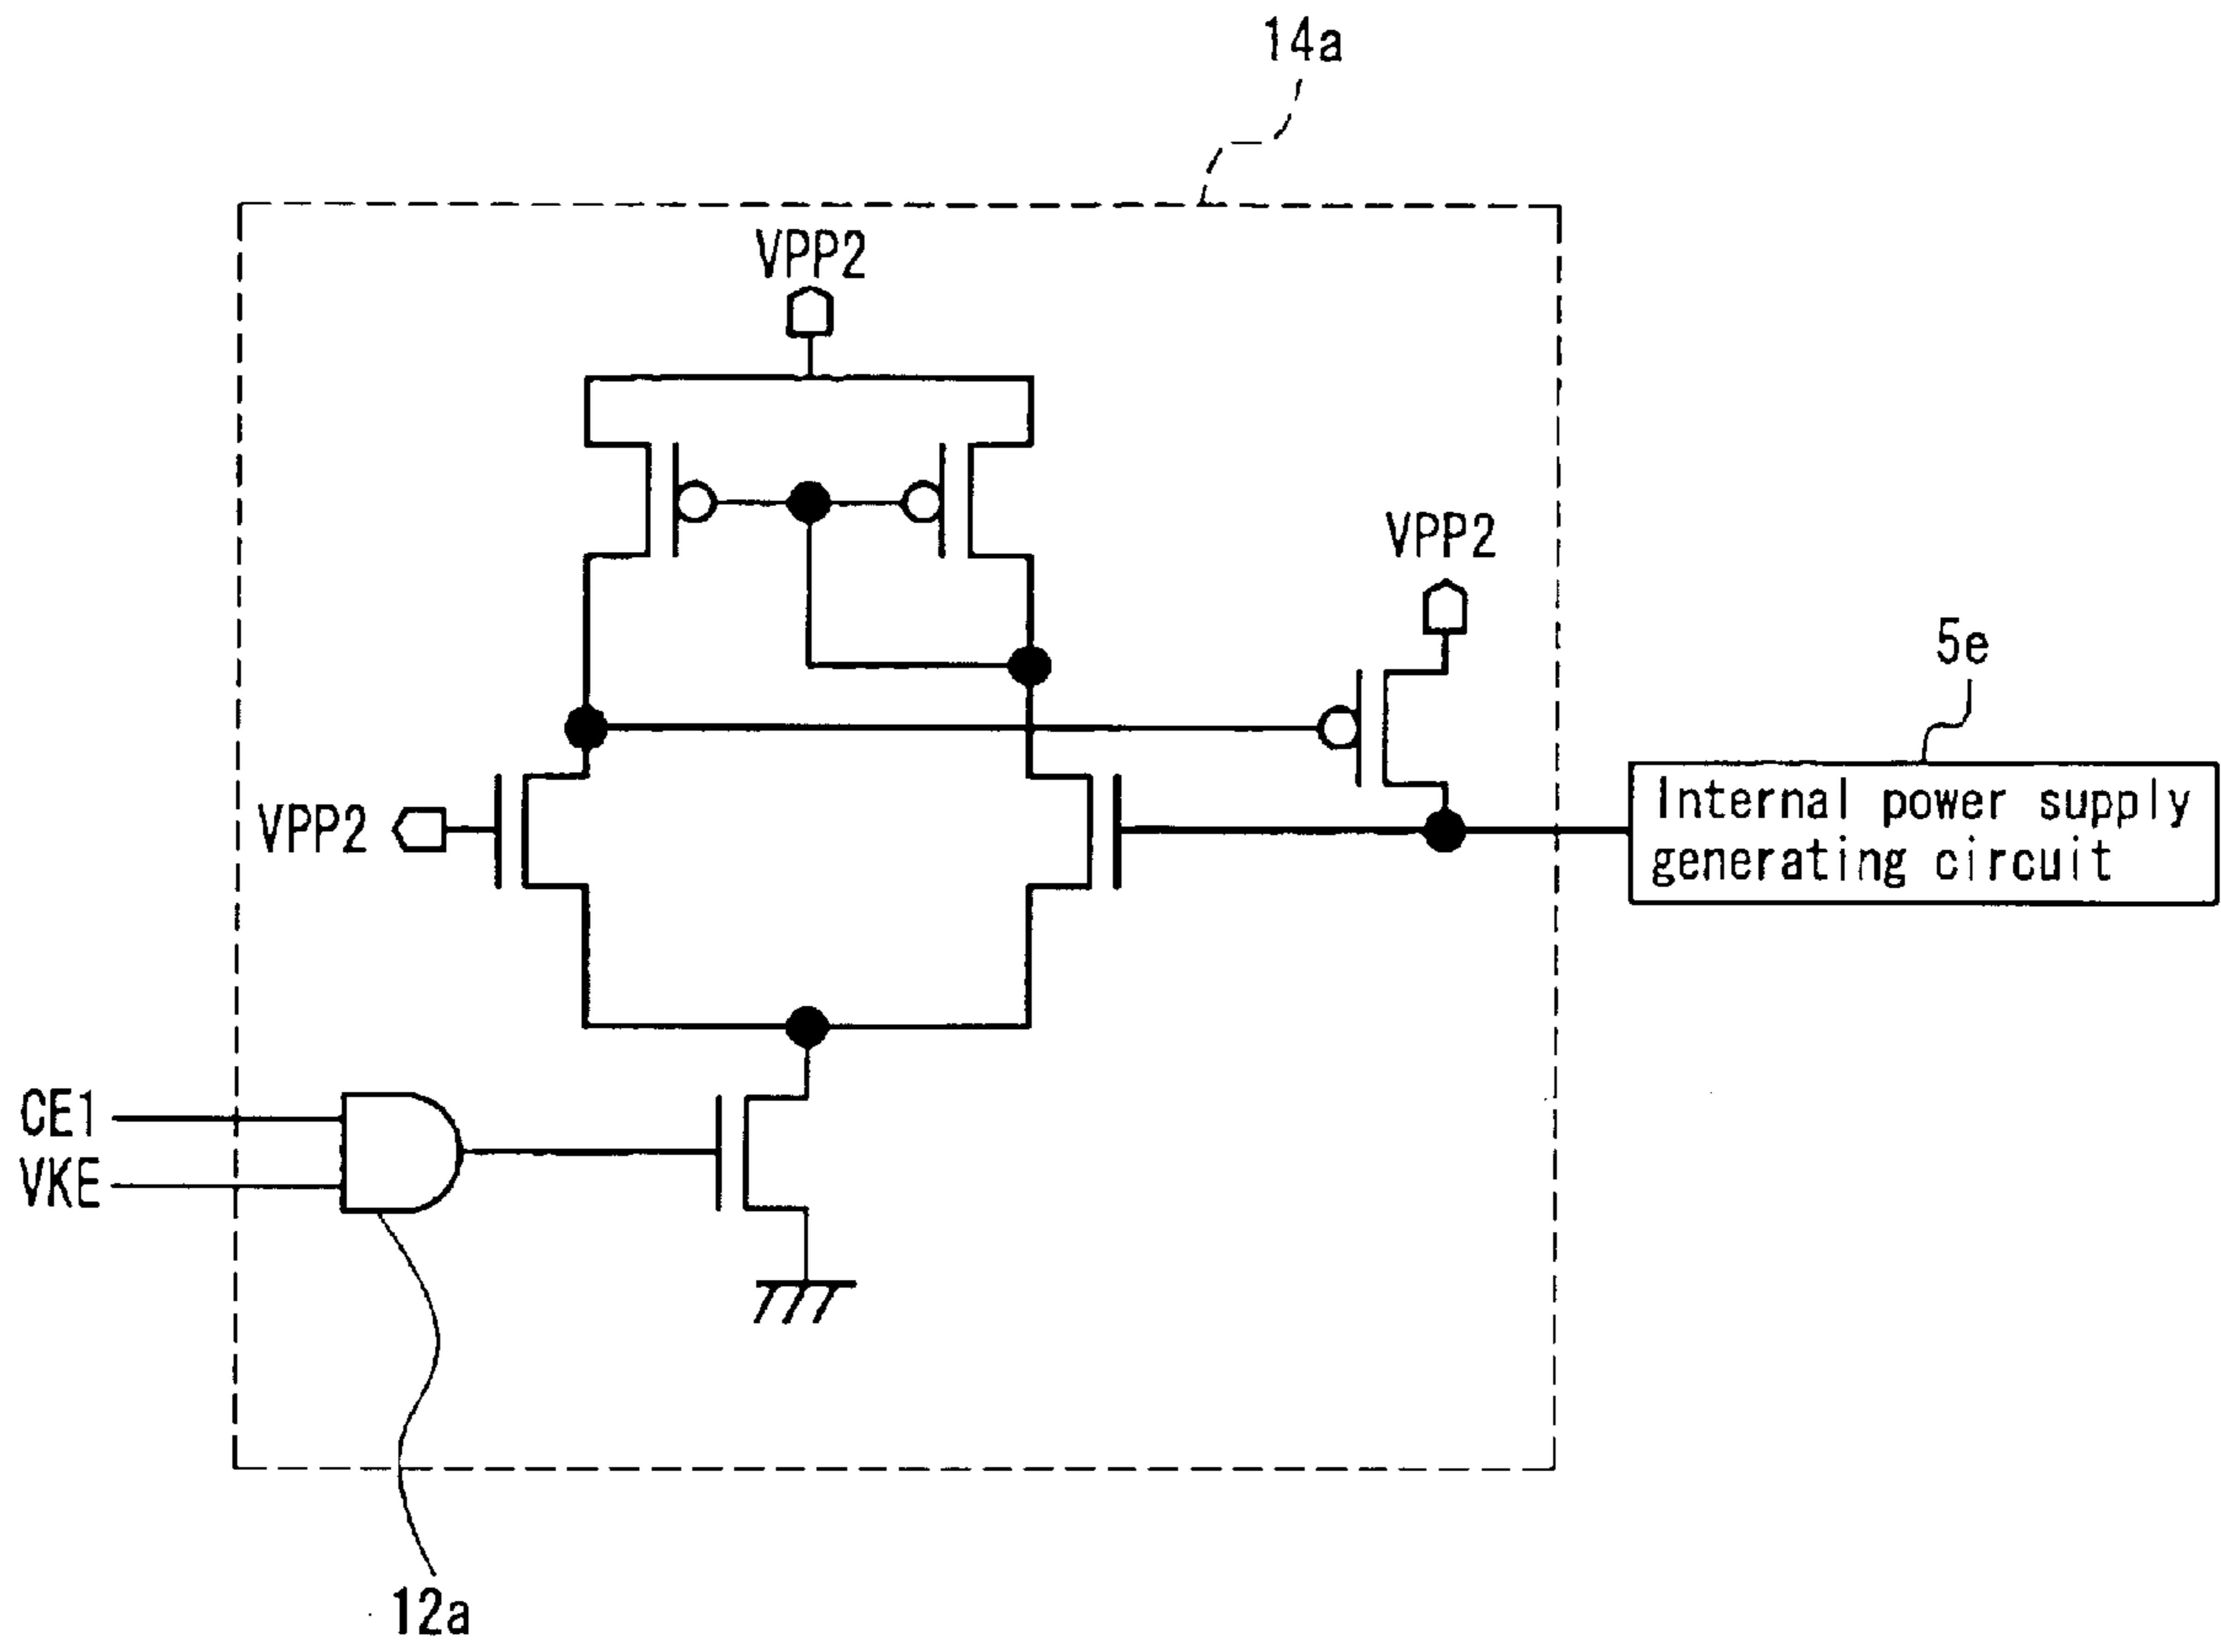 14a
VPP2
VPP2
5e
Internal power supply
generating circuit
VPP2
CE1
VKE
12a